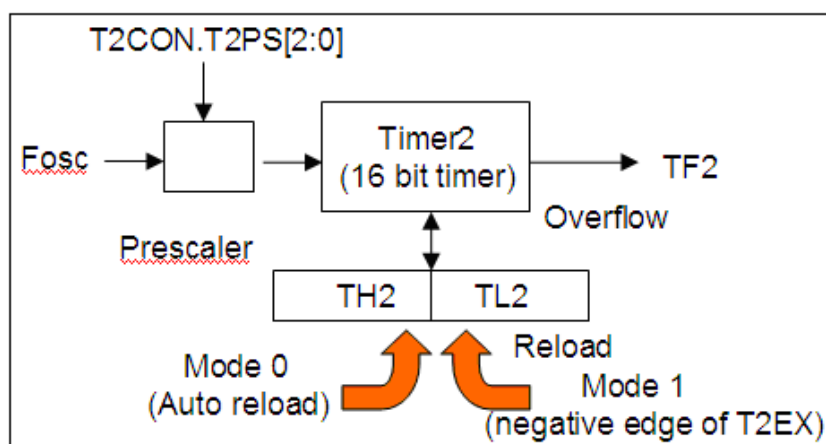 T2CON.T2PS[2:0]
Fosc
Prescaler
Timer2
(16 bit timer)
TF2
Overflow
TH2
TL2
Reload
Mode 0
(Auto reload)
Mode 1
(negative edge of T2EX)